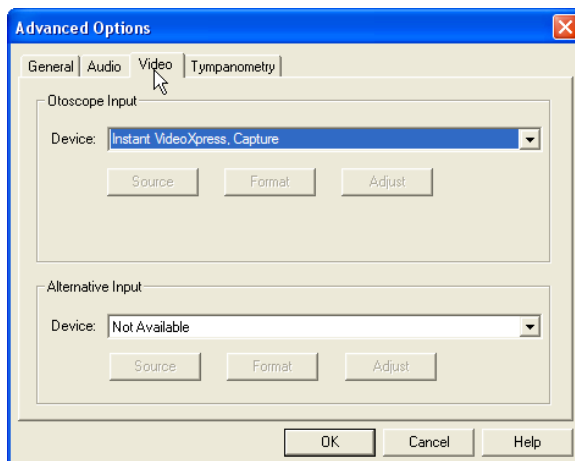 Advanced Options
General Audio Video Tympanometry
Otoscope Input
Device: Instant VideoXpress, Capture
Source Format Adjust
Alternative Input
Device: Not Available
Source Format Adjust
OK Cancel Help